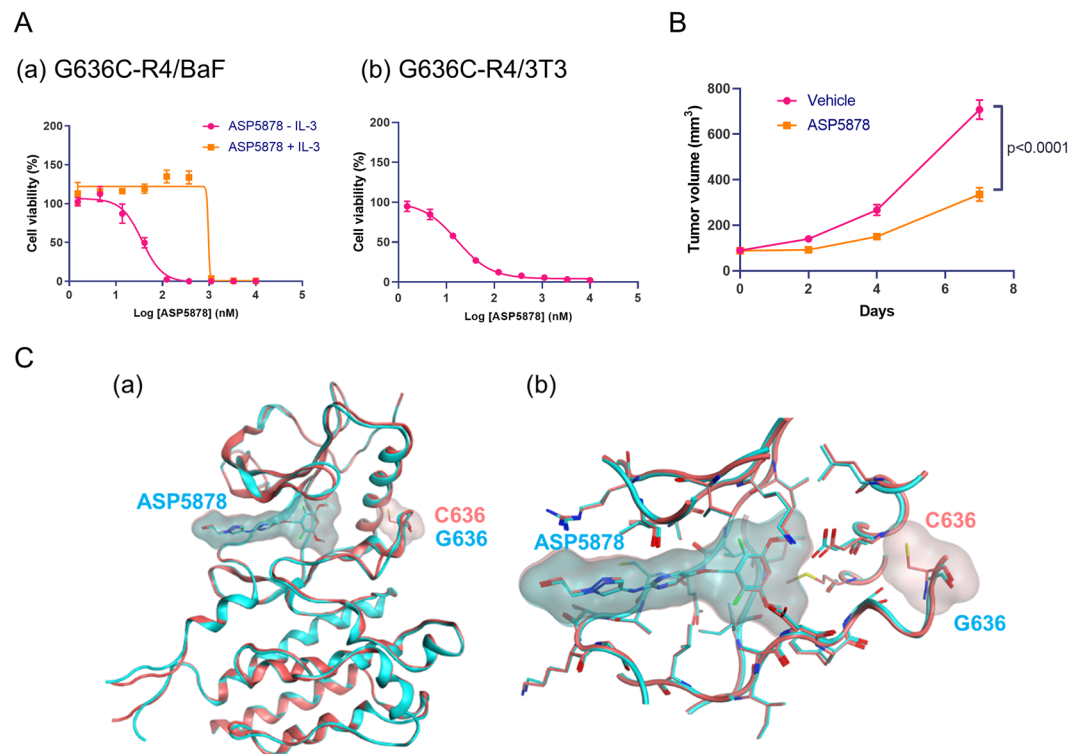 A
(a) G636C-R4/BaF
ASP5878 - IL-3
ASP5878 + IL-3
Cell viability (%)
200
150
100
50
0
0
1
2
3
4
5
Log [ASP5878] (nM)
(b) G636C-R4/3T3
Cell viability (%)
200
150
100
50
0
0
1
2
3
4
5
Log [ASP5878] (nM)
B
Vehicle
ASP5878
Tumor volume (mm³)
800
600
400
200
0
0
2
4
6
8
Days
p<0.0001
C
(a)
ASP5878
C636
G636
(b)
ASP5878
C636
G636